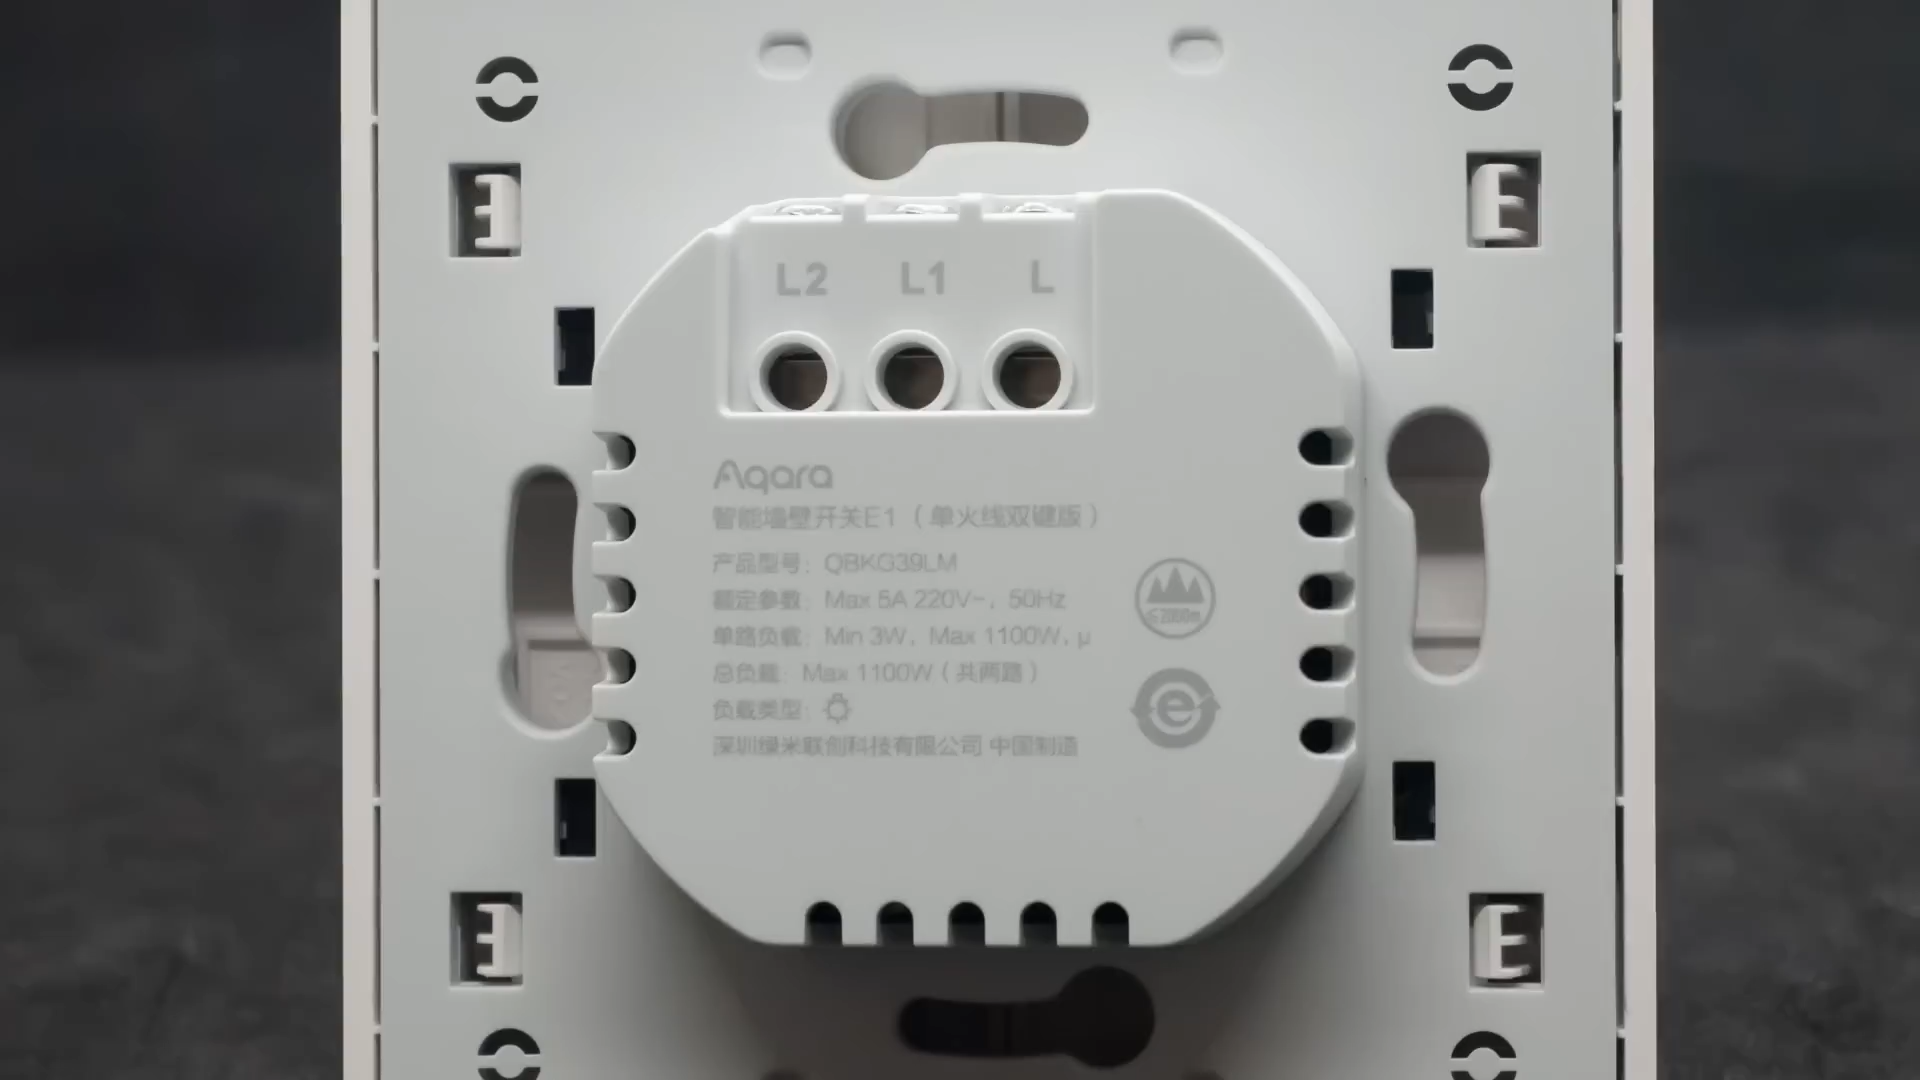 L2 L1 L
Aqara
智能墙壁开关E1（单火线双键版）
产品型号：QBKG39LM
额定参数：Max 5A 220V~，50Hz
单路负载：Min 3W，Max 1100W，μ
≤2000m
总负载：Max 1100W（共两路）
负载类型：
e
深圳绿米联创科技有限公司 中国制造